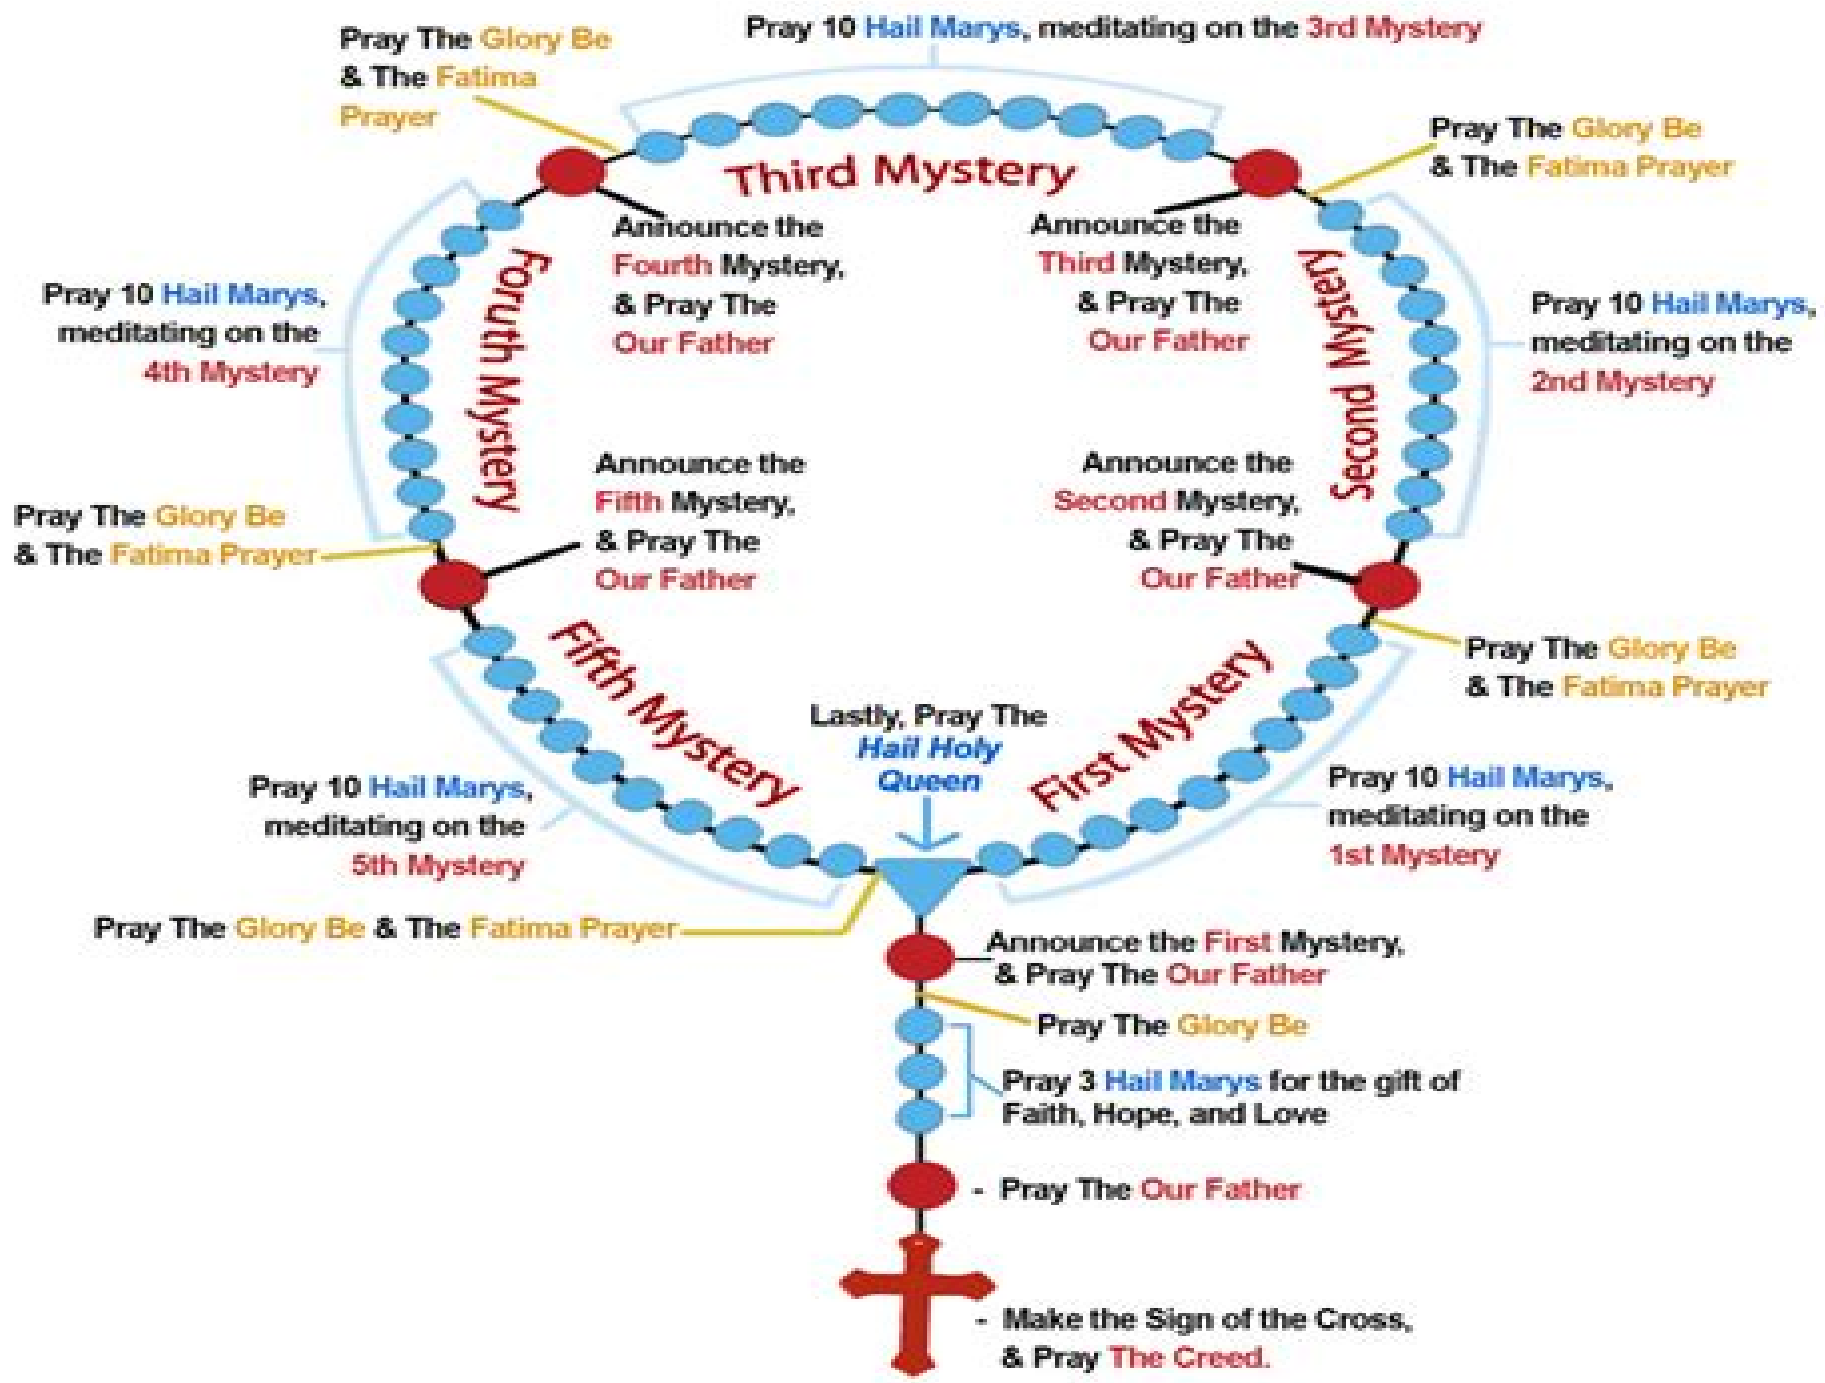 Pray 10 Hail Marys, meditating on the 3rd Mystery
Pray The Glory Be
& The Fatima
Prayer
Pray The Glory Be
& The Fatima Prayer
Third Mystery
Announce the
Fourth Mystery,
& Pray The
Our Father
Announce the
Third Mystery,
& Pray The
Our Father
Foruth Mystery
Second Mystery
Pray 10 Hail Marys,
meditating on the
4th Mystery
Pray 10 Hail Marys,
meditating on the
2nd Mystery
Announce the
Fifth Mystery,
& Pray The
Our Father
Announce the
Second Mystery,
& Pray The
Our Father
Pray The Glory Be
& The Fatima Prayer
Pray The Glory Be
& The Fatima Prayer
Fifth Mystery
First Mystery
Lastly, Pray The
Hail Holy
Queen
Pray 10 Hail Marys,
meditating on the
5th Mystery
Pray 10 Hail Marys,
meditating on the
1st Mystery
Pray The Glory Be & The Fatima Prayer
Announce the First Mystery,
& Pray The Our Father
Pray The Glory Be
Pray 3 Hail Marys for the gift of
Faith, Hope, and Love
- Pray The Our Father
- Make the Sign of the Cross,
& Pray The Creed.